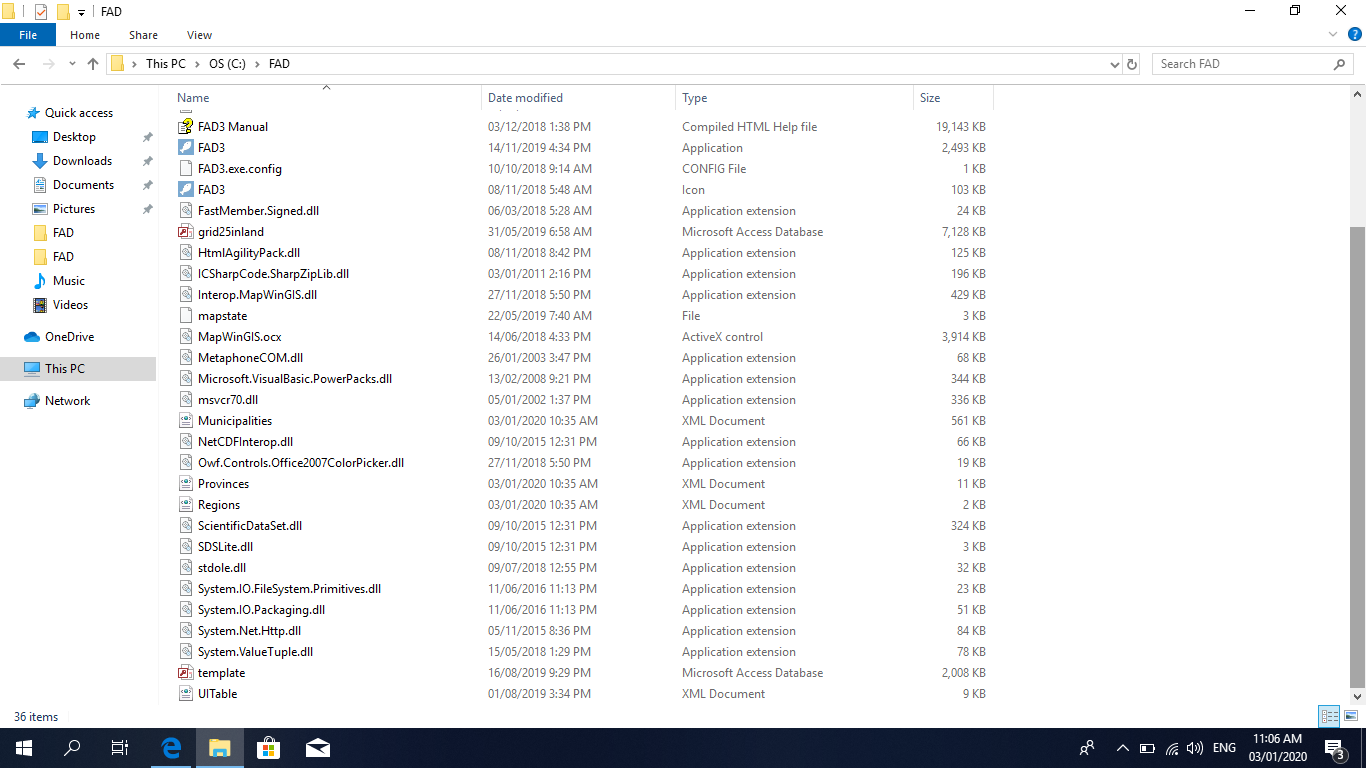 FAD
File Home Share View
This PC OS (C:) FAD Search FAD
Name Date modified Type Size
Quick access
Desktop
Downloads
Documents
Pictures
FAD
FAD
Music
Videos
OneDrive
This PC
Network
FAD3 Manual 03/12/2018 1:38 PM Compiled HTML Help file 19,143 KB
FAD3 14/11/2019 4:34 PM Application 2,493 KB
FAD3.exe.config 10/10/2018 9:14 AM CONFIG File 1 KB
FAD3 08/11/2018 5:48 AM Icon 103 KB
FastMember.Signed.dll 06/03/2018 5:28 AM Application extension 24 KB
grid25inland 31/05/2019 6:58 AM Microsoft Access Database 7,128 KB
HtmlAgilityPack.dll 08/11/2018 8:42 PM Application extension 125 KB
ICSharpCode.SharpZipLib.dll 03/01/2011 2:16 PM Application extension 196 KB
Interop.MapWinGIS.dll 27/11/2018 5:50 PM Application extension 429 KB
mapstate 22/05/2019 7:40 AM File 3 KB
MapWinGIS.ocx 14/06/2018 4:33 PM ActiveX control 3,914 KB
MetaphoneCOM.dll 26/01/2003 3:47 PM Application extension 68 KB
Microsoft.VisualBasic.PowerPacks.dll 13/02/2008 9:21 PM Application extension 344 KB
msvcr70.dll 05/01/2002 1:37 PM Application extension 336 KB
Municipalities 03/01/2020 10:35 AM XML Document 561 KB
NetCDFInterop.dll 09/10/2015 12:31 PM Application extension 66 KB
Owf.Controls.Office2007ColorPicker.dll 27/11/2018 5:50 PM Application extension 19 KB
Provinces 03/01/2020 10:35 AM XML Document 11 KB
Regions 03/01/2020 10:35 AM XML Document 2 KB
ScientificDataSet.dll 09/10/2015 12:31 PM Application extension 324 KB
SDSLite.dll 09/10/2015 12:31 PM Application extension 3 KB
stdole.dll 09/07/2018 12:55 PM Application extension 32 KB
System.IO.FileSystem.Primitives.dll 11/06/2016 11:13 PM Application extension 23 KB
System.IO.Packaging.dll 11/06/2016 11:13 PM Application extension 51 KB
System.Net.Http.dll 05/11/2015 8:36 PM Application extension 84 KB
System.ValueTuple.dll 15/05/2018 1:29 PM Application extension 78 KB
template 16/08/2019 9:29 PM Microsoft Access Database 2,008 KB
UITable 01/08/2019 3:34 PM XML Document 9 KB
36 items
ENG 11:06 AM
03/01/2020 3